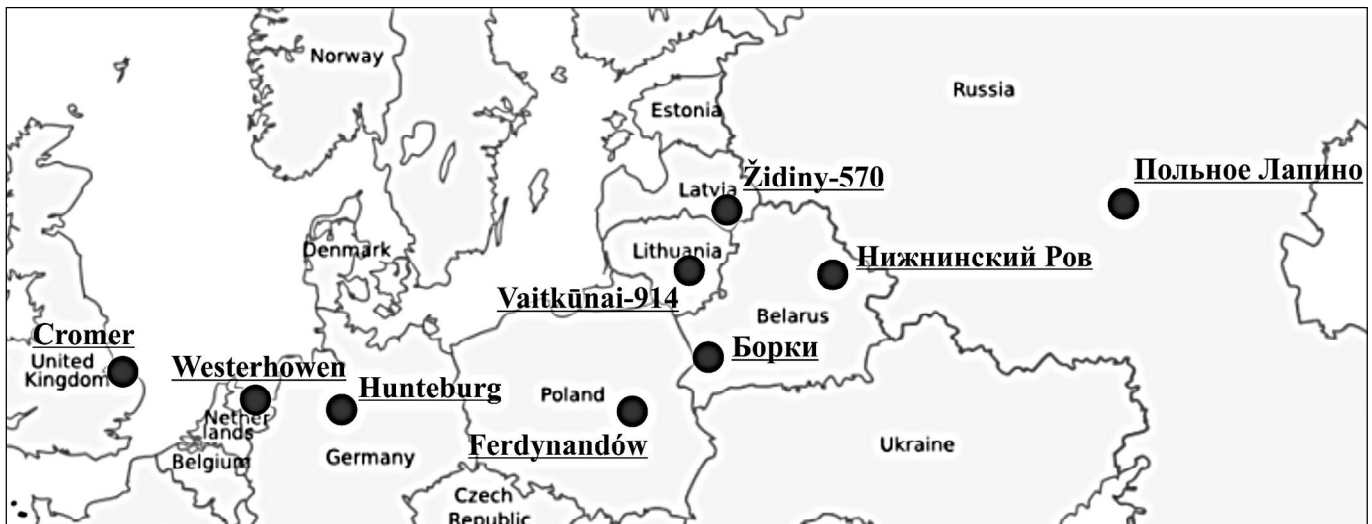 Norway
Russia
Estonia
Польное Лапино
Židiny-570
Latvia
Denmark
Lithuania
Нижнинский Ров
Vaitkūnai-914
Belarus
Cromer
United
Kingdom
Борки
Westerhowen
Hunteburg
Poland
Nether
lands
Ferdynandów
Ukraine
Belgium
Germany
Czech
Republic